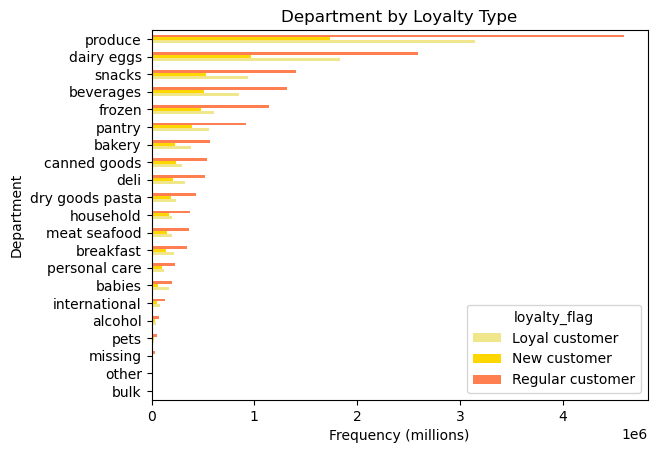 Department by Loyalty Type
Department
produce
dairy eggs
snacks
beverages
frozen
pantry
bakery
canned goods
deli
dry goods pasta
household
meat seafood
breakfast
personal care
babies
international
alcohol
pets
missing
other
bulk
loyalty_flag
Loyal customer
New customer
Regular customer
0 1 2 3 4
1e6
Frequency (millions)